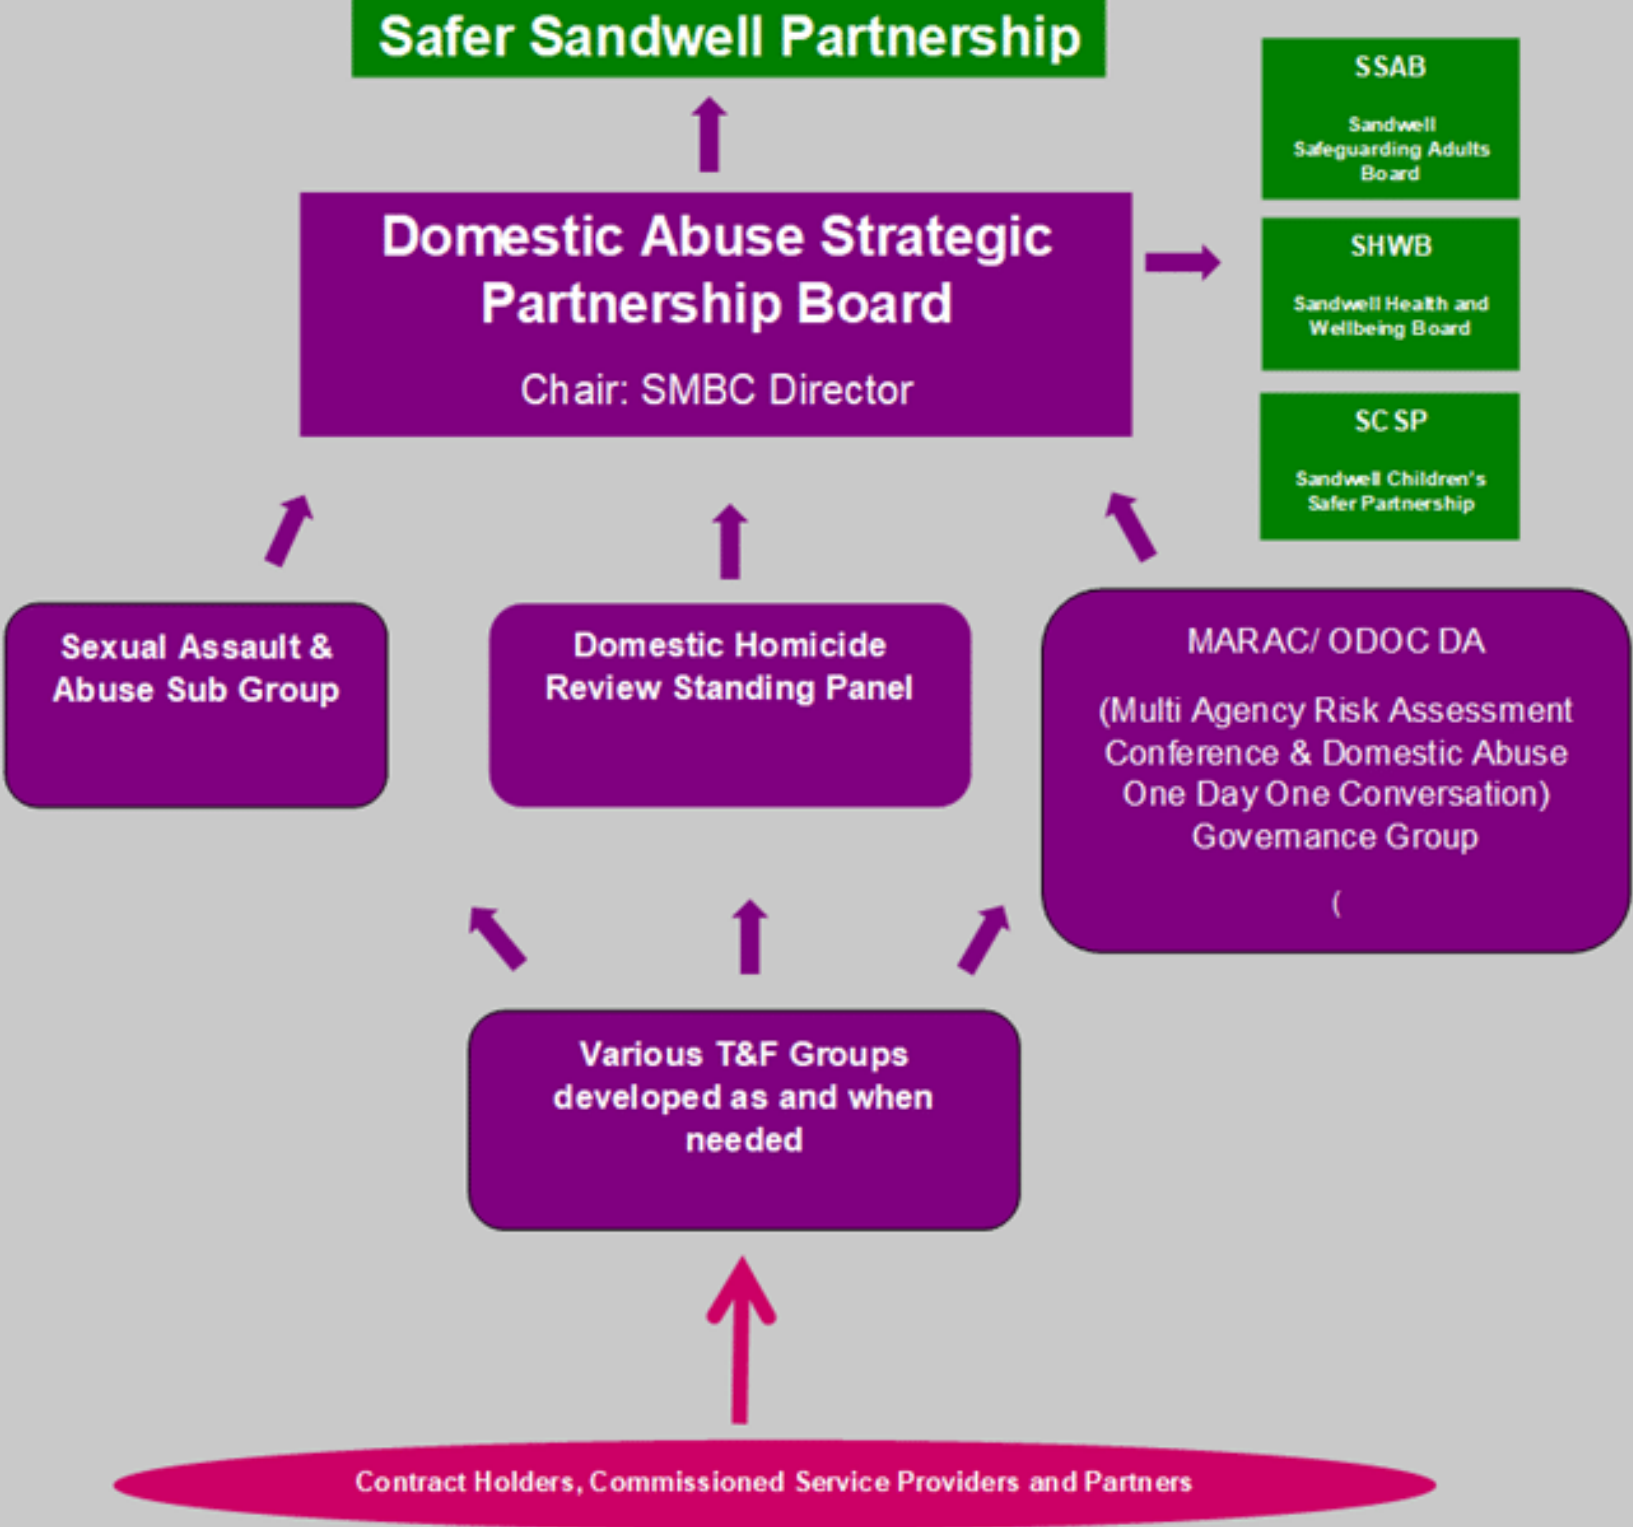 Safer Sandwell Partnership
SSAB
Sandwell
Safeguarding Adults
Board
Domestic Abuse Strategic
Partnership Board
Chair: SMBC Director
SHWB
Sandwell Health and
Wellbeing Board
SCSP
Sandwell Children's
Safer Partnership
Sexual Assault &
Abuse Sub Group
Domestic Homicide
Review Standing Panel
MARAC/ ODOC DA
(Multi Agency Risk Assessment
Conference & Domestic Abuse
One Day One Conversation)
Governance Group
(
Various T&F Groups
developed as and when
needed
Contract Holders, Commissioned Service Providers and Partners